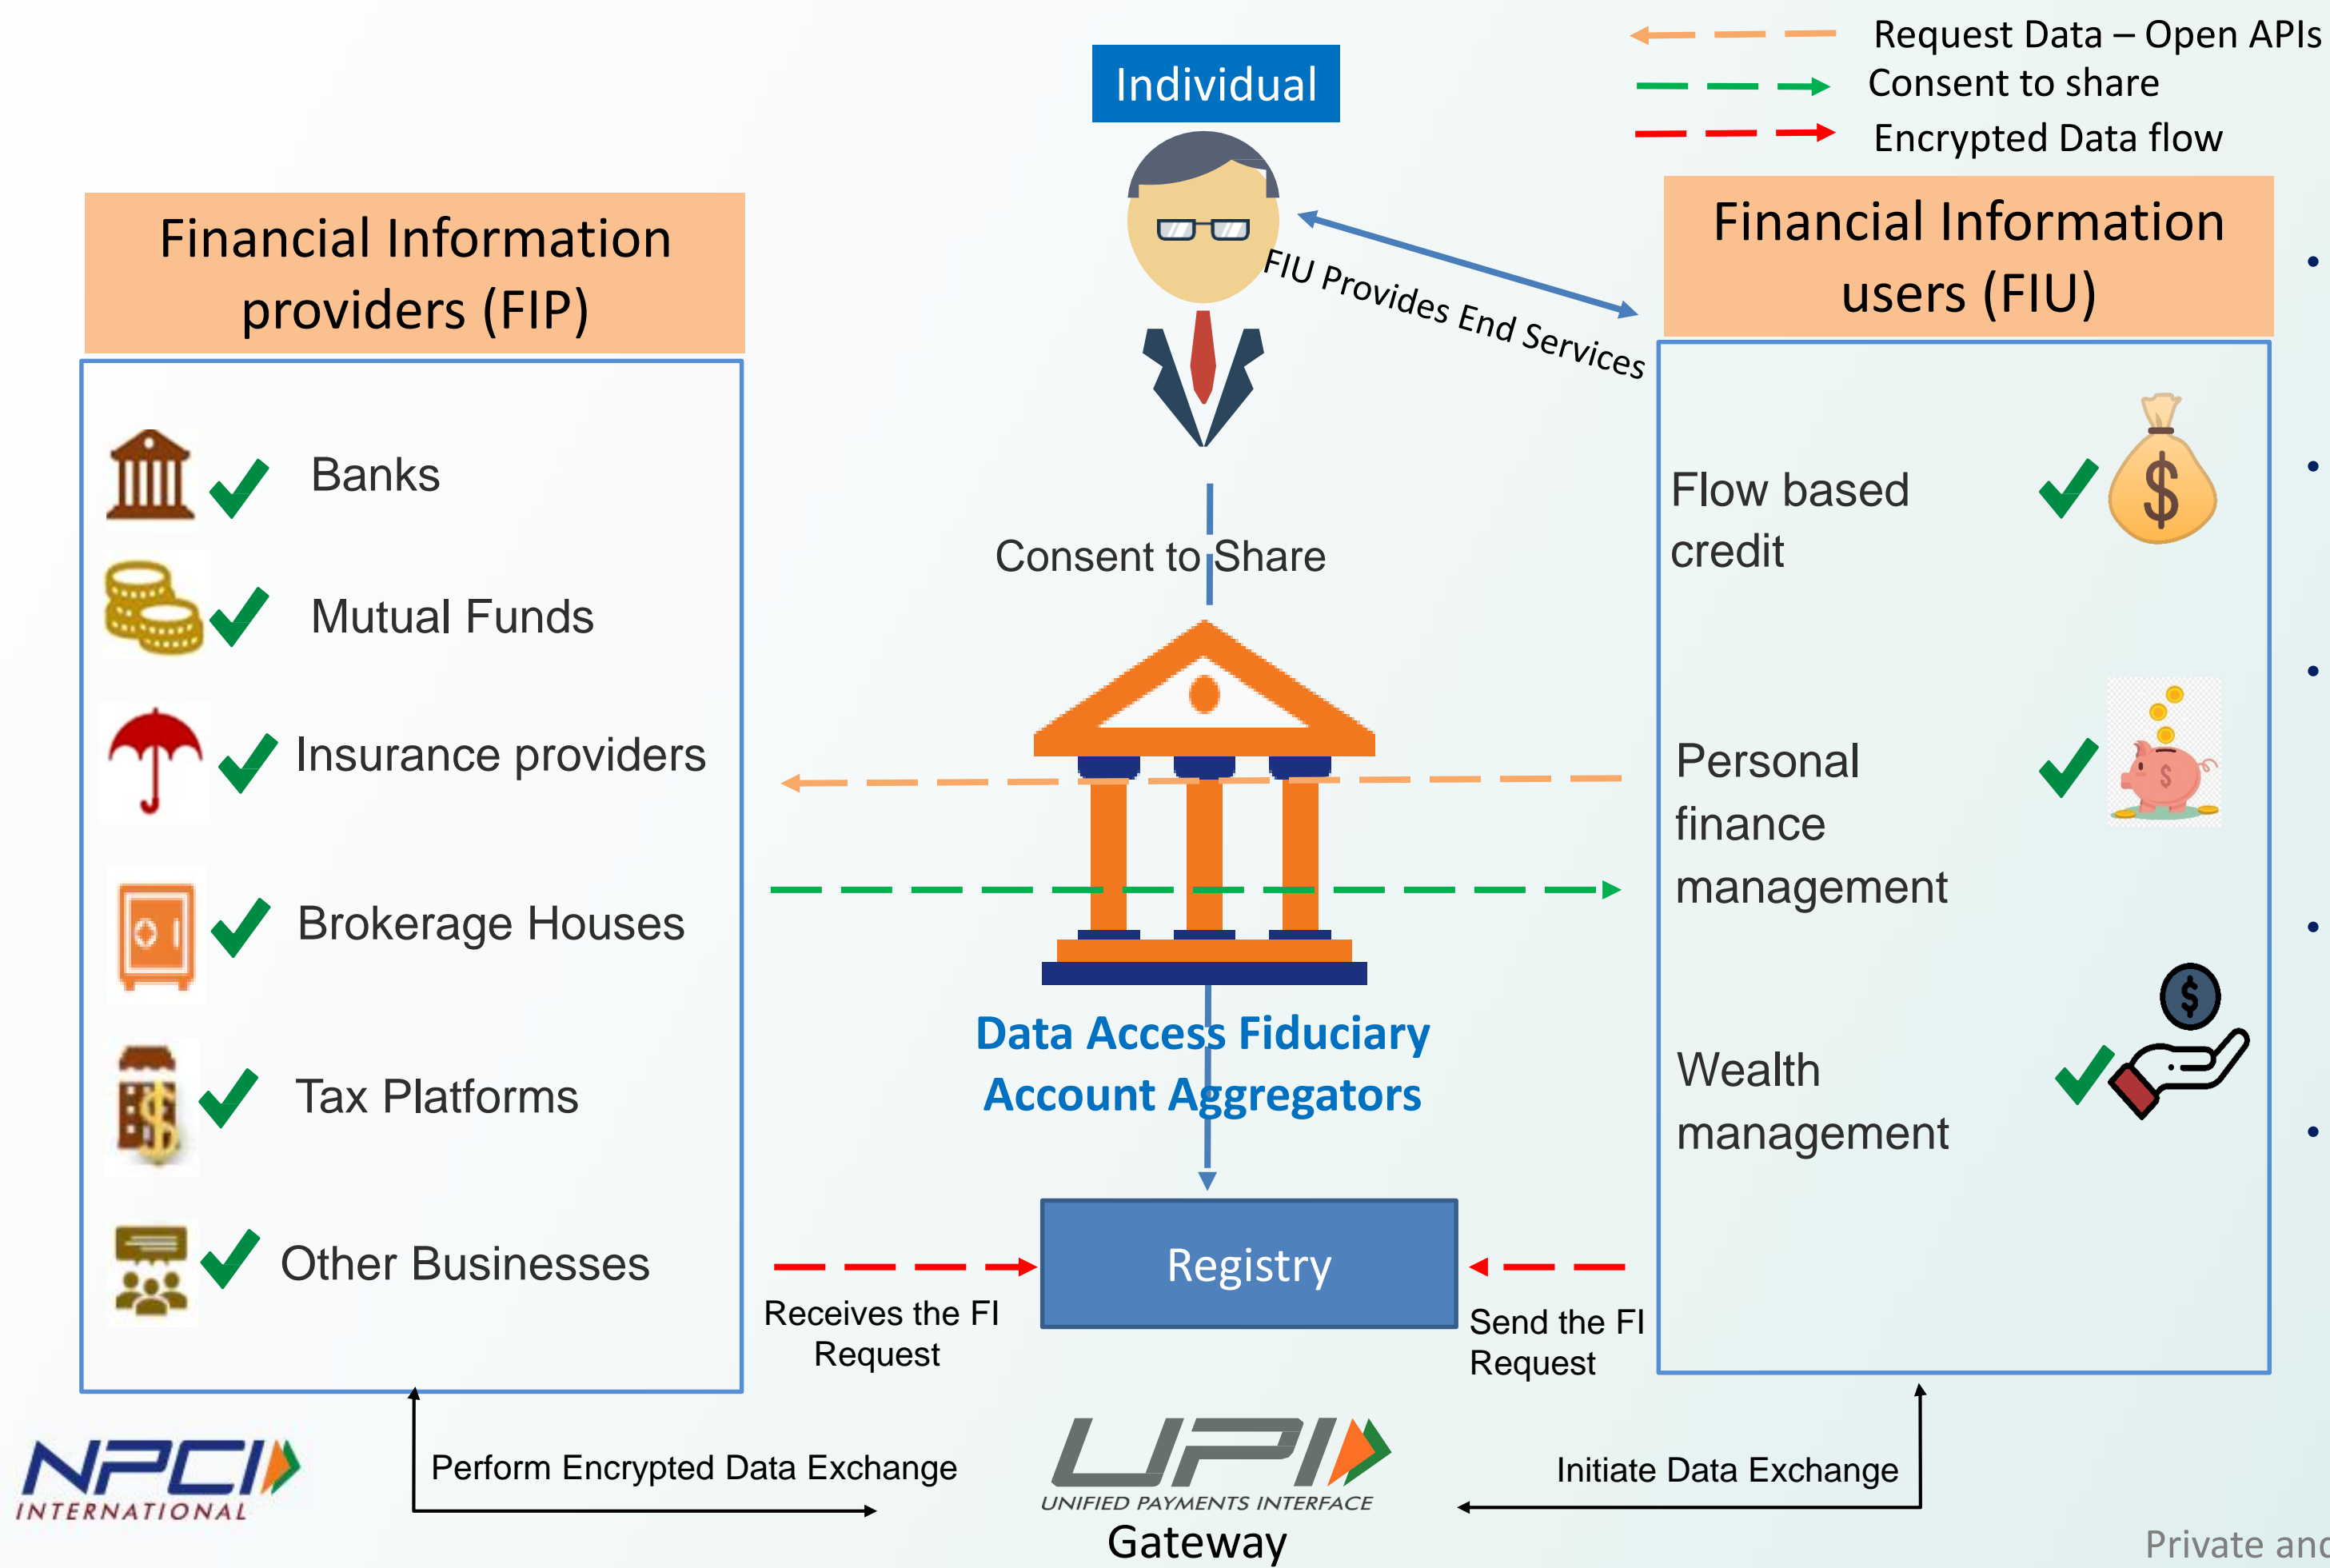 Request Data – Open APIs
Consent to share
Encrypted Data flow
Individual
Financial Information
providers (FIP)
Financial Information
users (FIU)
FIU Provides End Services
Banks
Mutual Funds
Insurance providers
Brokerage Houses
Tax Platforms
Other Businesses
Consent to Share
Data Access Fiduciary
Account Aggregators
Flow based
credit
Personal
finance
management
Wealth
management
Registry
Receives the FI
Request
Send the FI
Request
NPCI
INTERNATIONAL
Perform Encrypted Data Exchange
UPI
UNIFIED PAYMENTS INTERFACE
Gateway
Initiate Data Exchange
Private and